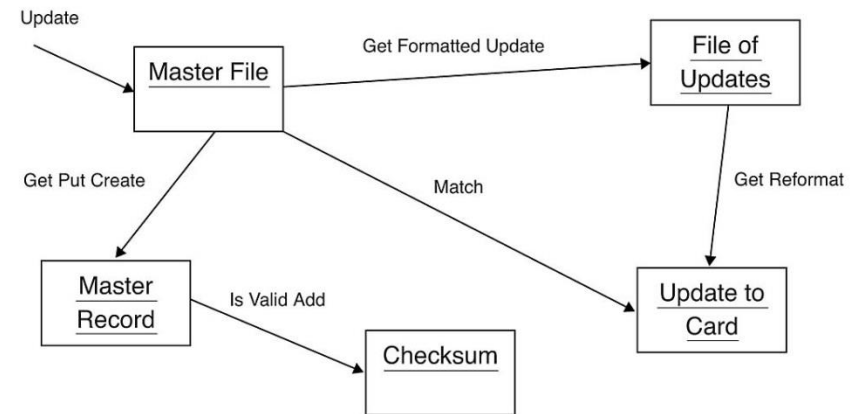 Update
Master File
Get Formatted Update
File of
Updates
Get Put Create
Match
Get Reformat
Master
Record
Is Valid Add
Checksum
Update to
Card